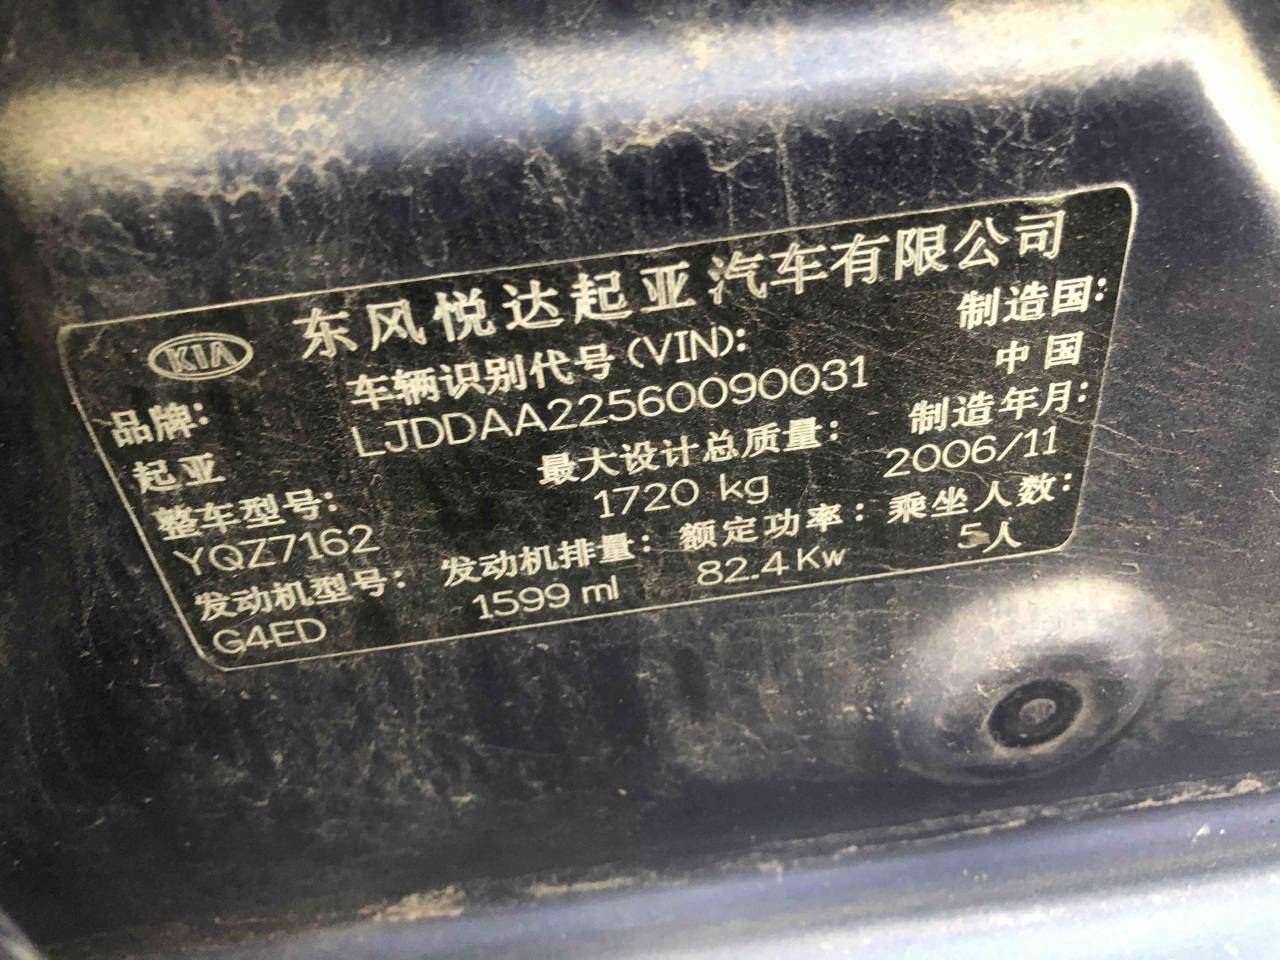 KIA
东风悦达起亚汽车有限公司
品牌: 车辆识别代号(VIN): 制造国:
起亚 LJDDAA22560090031 中国
整车型号: 最大设计总质量: 制造年月:
YQZ7162 1720 kg 2006/11
发动机型号: 发动机排量: 额定功率: 乘坐人数:
G4ED 1599 ml 82.4 Kw 5人